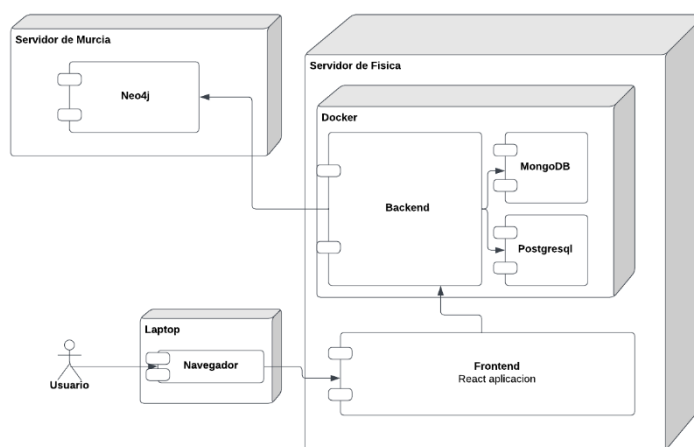 Servidor de Murcia
Neo4j
Servidor de Fisica
Docker
Backend
MongoDB
Postgresql
Laptop
Navegador
Usuario
Frontend
React aplicacion